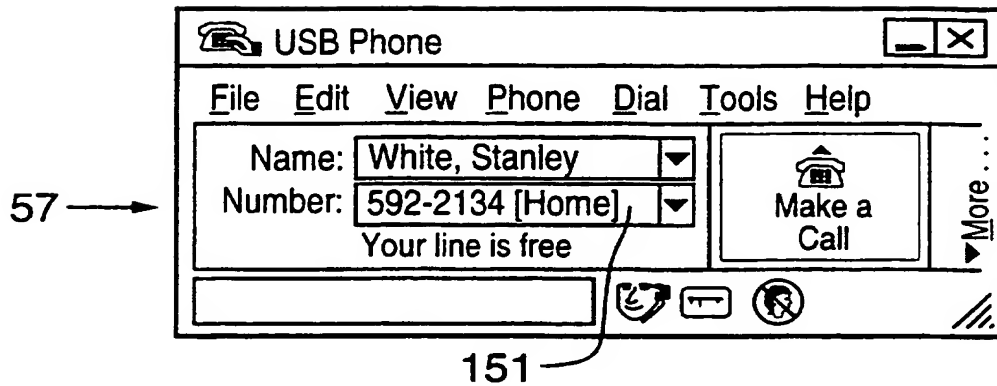 USB Phone
File Edit View Phone Dial Tools Help
Name: White, Stanley
Number: 592-2134 [Home]
Your line is free
Make a
Call
More ...
57
151